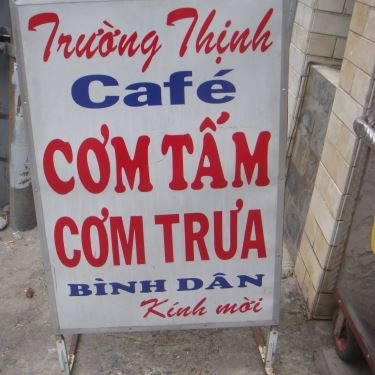 Trường Thịnh
Café
CƠM TẤM
CƠM TRƯA
BÌNH DÂN
Kính mời